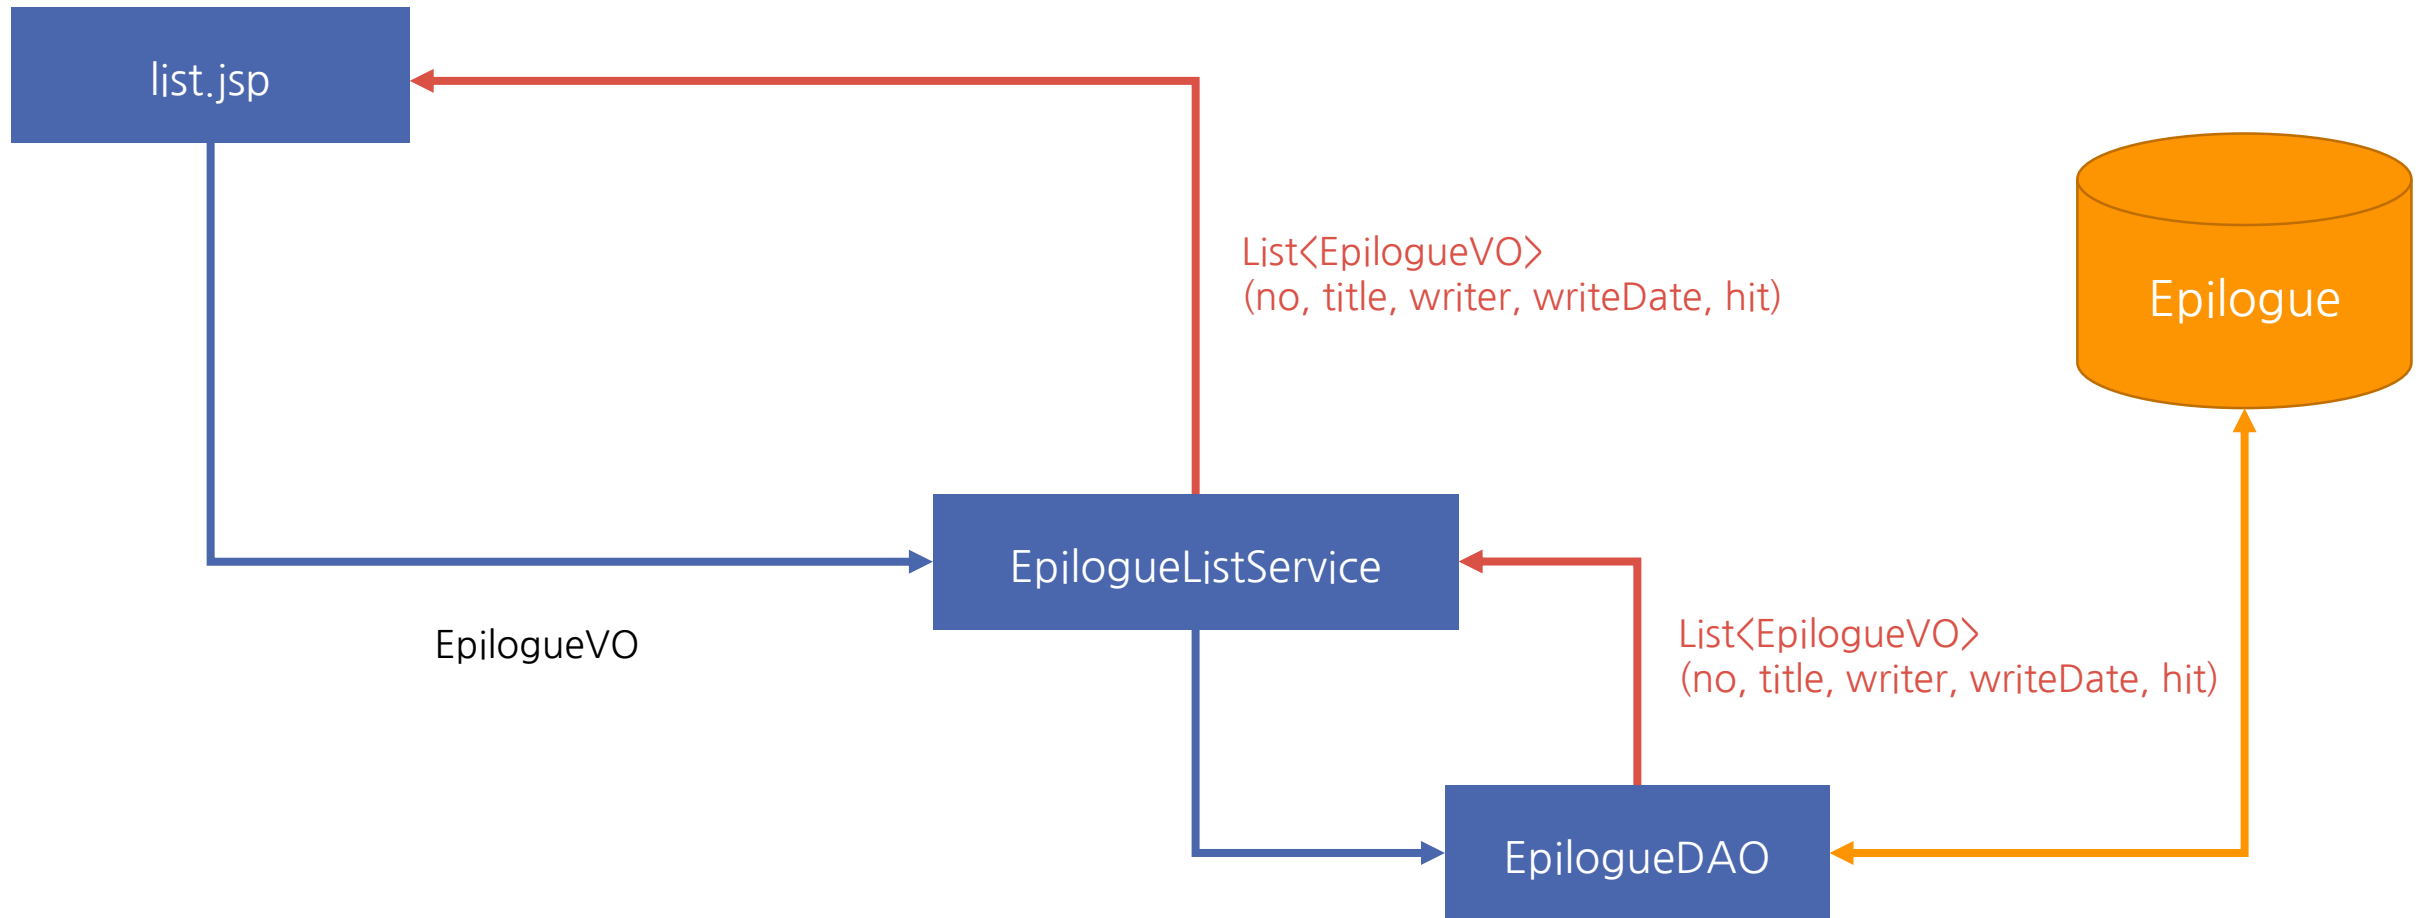 list.jsp
List<EpilogueVO>
(no, title, writer, writeDate, hit)
Epilogue
EpilogueListService
EpilogueVO
List<EpilogueVO>
(no, title, writer, writeDate, hit)
EpilogueDAO